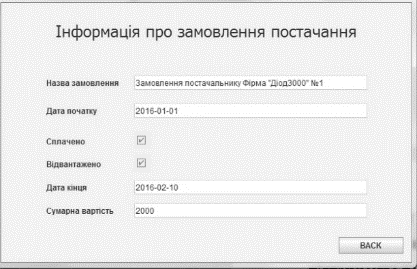 Інформація про замовлення постачання
Назва замовлення Замовлення постачальнику Фірма "Діод3000" №1
Дата початку 2016-01-01
Сплачено
Відвантажено
Дата кінця 2016-02-10
Сумарна вартість 2000
BACK